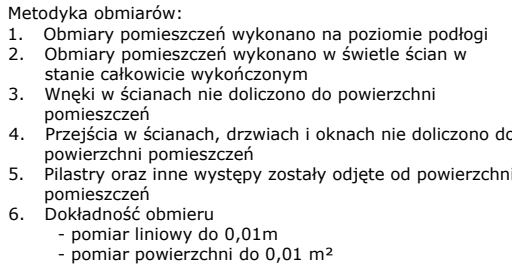 Metodyka obmiarów:
1. Obmiary pomieszczeń wykonano na poziomie podłogi
2. Obmiary pomieszczeń wykonano w świetle ścian w
stanie całkowicie wykończonym
3. Wnęki w ścianach nie doliczono do powierzchni
pomieszczeń
4. Przejścia w ścianach, drzwiach i oknach nie doliczono do
powierzchni pomieszczeń
5. Pilastry oraz inne występy zostały odjęte od powierzchni
pomieszczeń
6. Dokładność obmieru
- pomiar liniowy do 0,01m
- pomiar powierzchni do 0,01 m²